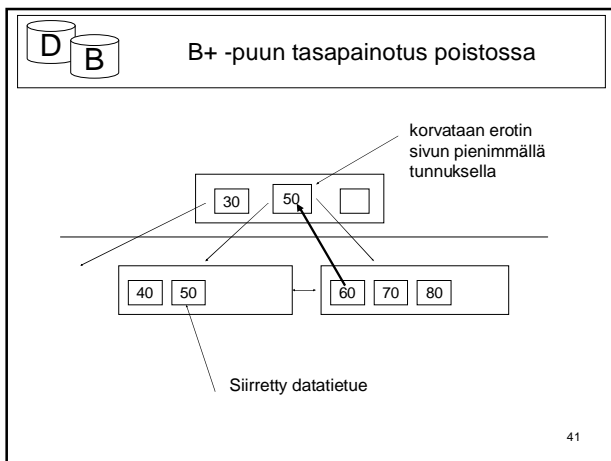 D
B
B+ -puun tasapainotus poistossa
korvataan erotin
sivun pienimmällä
tunnuksella
30 50
40 50 60 70 80
Siirretty datatietue
41